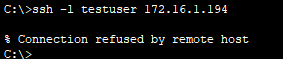 C:\>ssh -l testuser 172.16.1.194
% Connection refused by remote host
C:\>